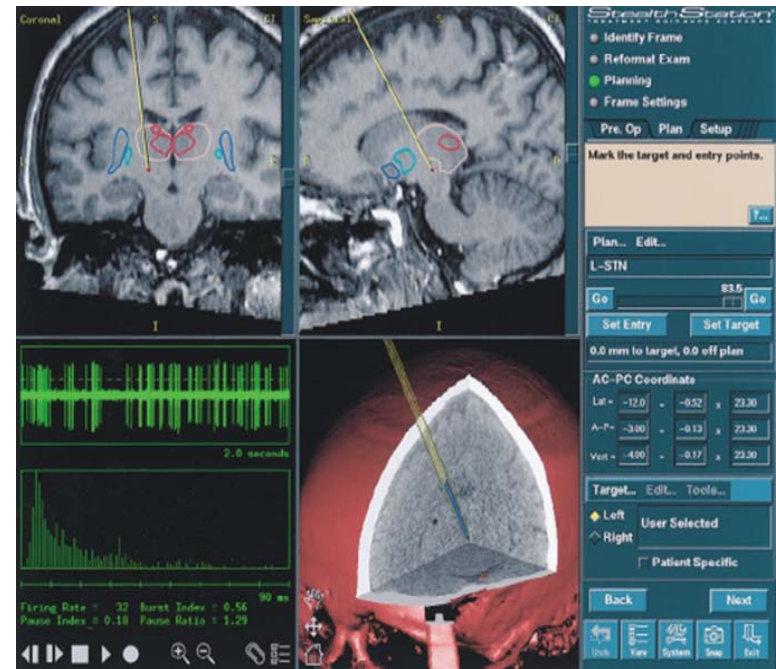 Coronal
S
CT
Sagittal
S
CT
L
R
A
P
I
I
StealthStation
TREATMENT GUIDANCE PLATFORM
Identify Frame
Reformat Exam
Planning
Frame Settings
Pre. Op Plan Setup
Mark the target and entry points.
?...
Plan... Edit...
L-STN
83.5
Go Go
Set Entry Set Target
0.0 mm to target, 0.0 off plan
AC-PC Coordinate
Lat= -12.0 = -0.52 x 23.30
A-P= -3.00 = -0.13 x 23.30
Vert= -4.00 = -0.17 x 23.30
Target... Edit... Tools...
Left
Right
User Selected
Patient Specific
Back Next
Undo View System Snap Exit
2.0 seconds
90 ms
Firing Rate = 32 Burst Index = 0.56
Pause Index = 0.18 Pause Ratio = 1.29